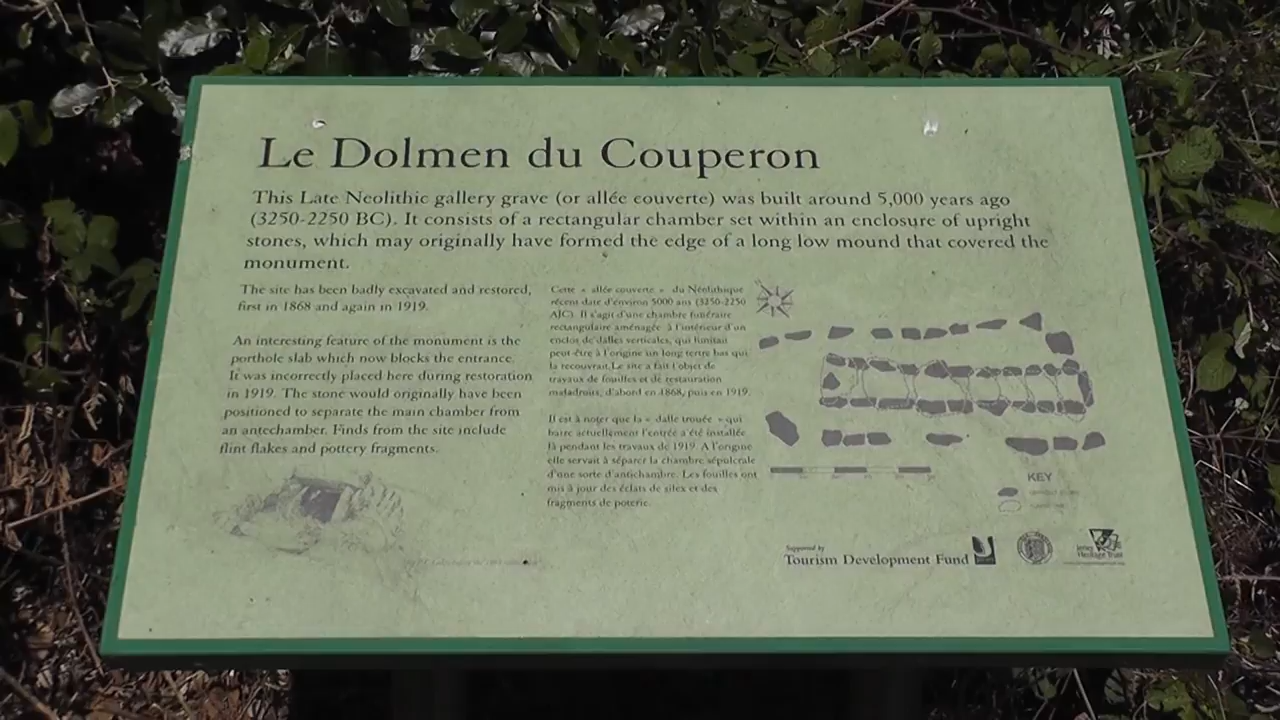 Le Dolmen du Couperon
This Late Neolithic gallery grave (or allée couverte) was built around 5,000 years ago
(3250-2250 BC). It consists of a rectangular chamber set within an enclosure of upright
stones, which may originally have formed the edge of a long low mound that covered the
monument.
The site has been badly excavated and restored,
first in 1868 and again in 1919.
An interesting feature of the monument is the
porthole slab which now blocks the entrance.
It was incorrectly placed here during restoration
in 1919. The stone would originally have been
positioned to separate the main chamber from
an antechamber. Finds from the site include
flint flakes and pottery fragments.
Cette « allée couverte » du Néolithique
récent date d'environ 5000 ans (3250-2250
AJC). Il s'agit d'une chambre funéraire
rectangulaire aménagée à l'intérieur d'un
enclos de dalles verticales, qui limitait
peut-être à l'origine un long tertre bas qui
la recouvrait. Le site a fait l'objet de
travaux de fouilles et de restauration
maladroits, d'abord en 1868, puis en 1919.
Il est à noter que la « dalle trouée » qui
barre actuellement l'entrée a été installée
là pendant les travaux de 1919. A l'origine
elle servait à séparer la chambre sépulcrale
d'une sorte d'antichambre. Les fouilles ont
mis à jour des éclats de silex et des
fragments de poterie.
KEY
Supported by
Tourism Development Fund
Jersey
Heritage Trust